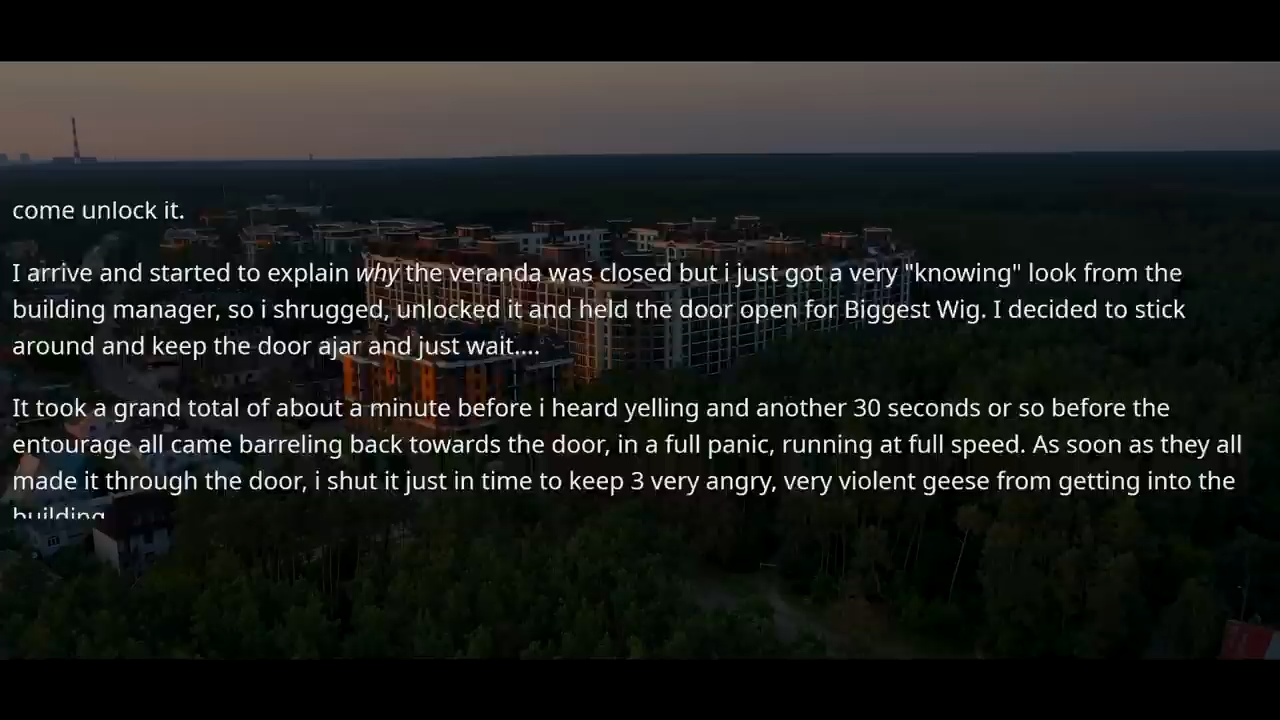 come unlock it.
I arrive and started to explain why the veranda was closed but i just got a very "knowing" look from the
building manager, so i shrugged, unlocked it and held the door open for Biggest Wig. I decided to stick
around and keep the door ajar and just wait....
It took a grand total of about a minute before i heard yelling and another 30 seconds or so before the
entourage all came barreling back towards the door, in a full panic, running at full speed. As soon as they all
made it through the door, i shut it just in time to keep 3 very angry, very violent geese from getting into the
building